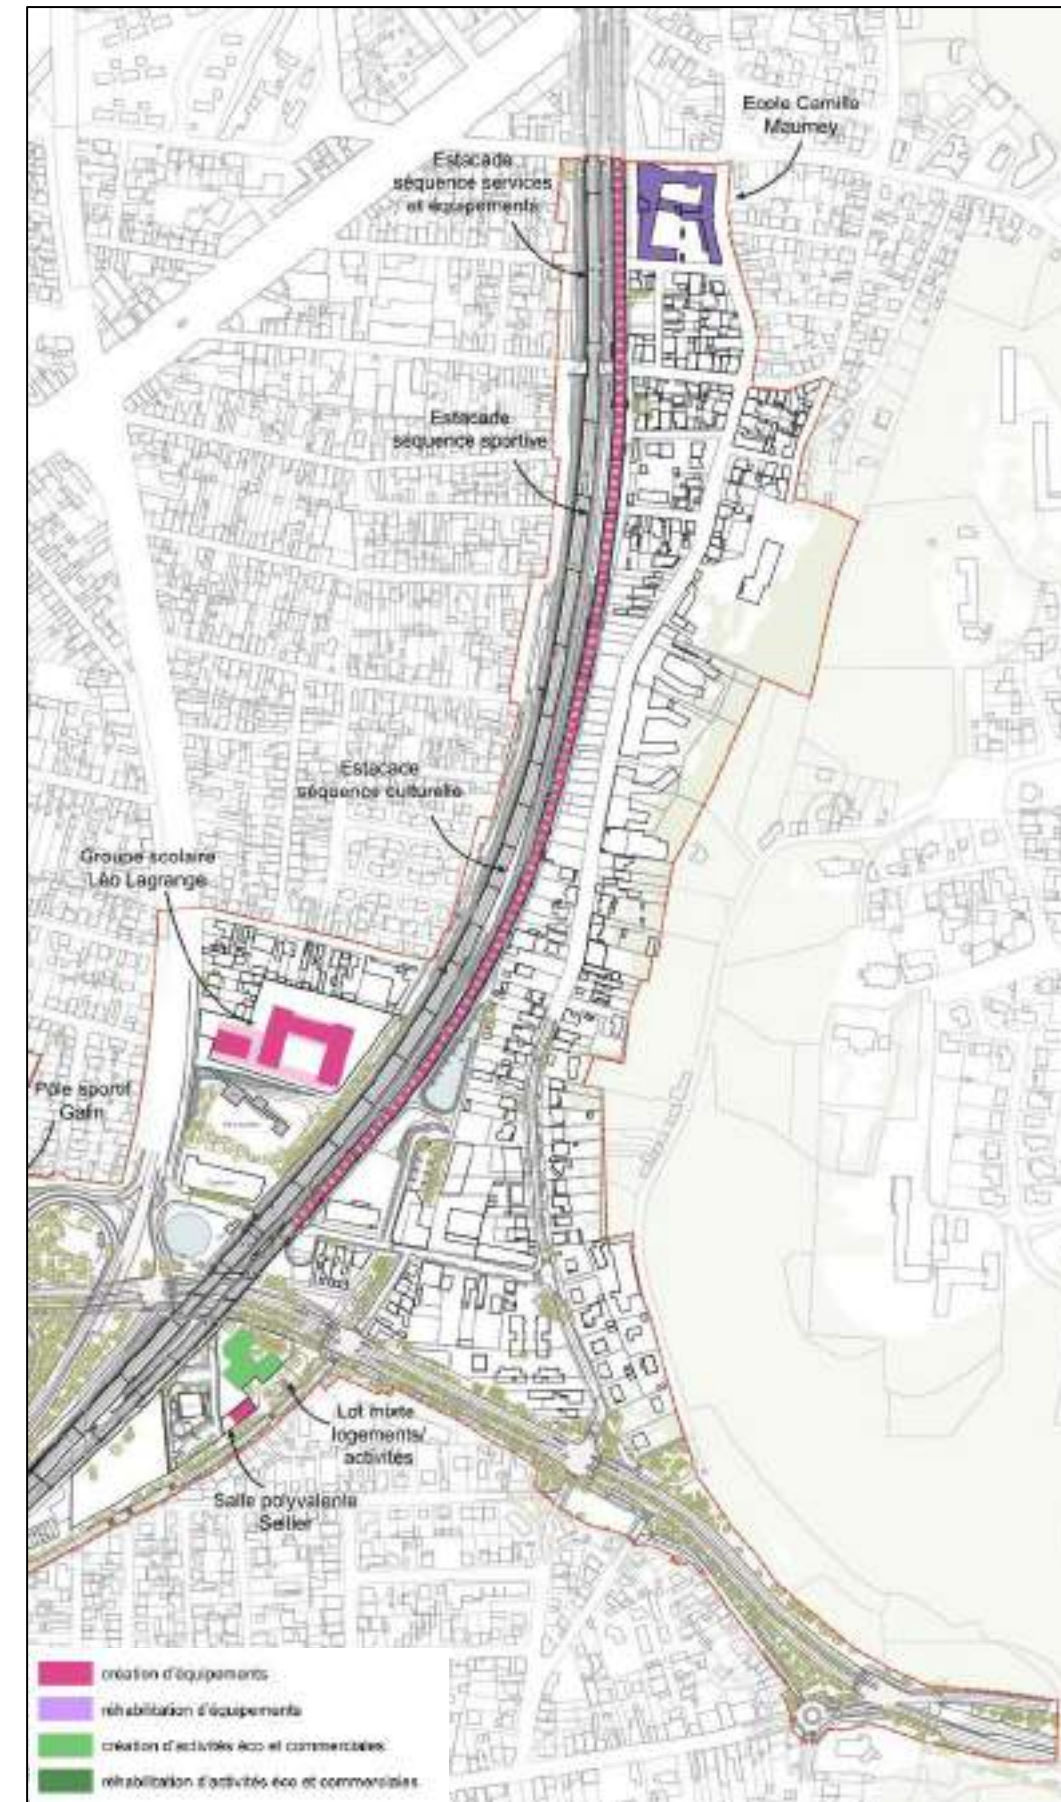 Ecole Camille
Maumey
Estacade
séquence services
et équipements
Estacade
séquence sportive
Estacade
séquence culturelle
Groupe scolaire
Léo Lagrange
Pôle sportif
Galin
Lot mixte
logements/
activités
Salle polyvalente
Sellier
création d'équipements
réhabilitation d'équipements
création d'activités éco et commerciales
réhabilitation d'activités éco et commerciales